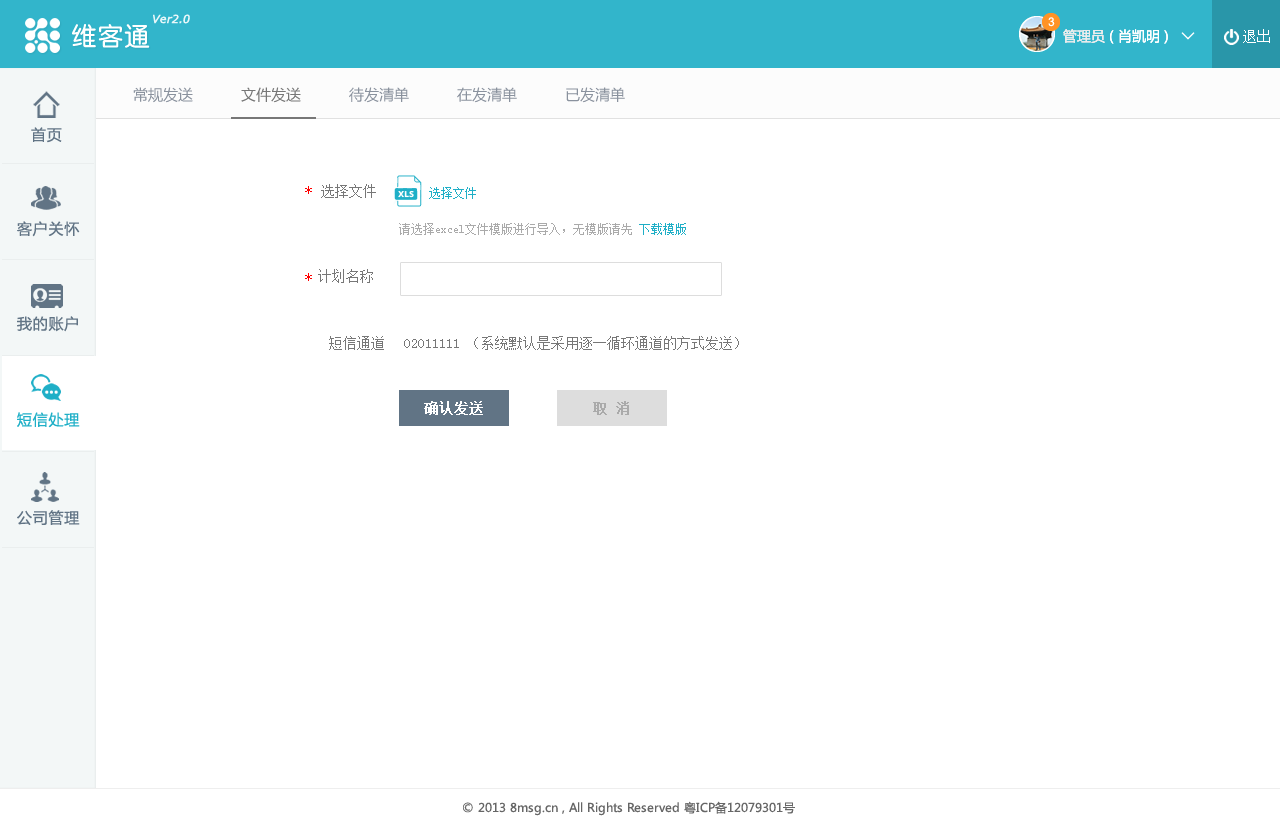 维客通 Ver2.0
3
管理员 ( 肖凯明 )
退出
常规发送 文件发送 待发清单 在发清单 已发清单
首页
客户关怀
我的账户
短信处理
公司管理
* 选择文件 XLS 选择文件
请选择excel文件模版进行导入，无模版请先 下载模版
* 计划名称
短信通道 02011111 （系统默认是采用逐一循环通道的方式发送）
确认发送 取 消
© 2013 8msg.cn , All Rights Reserved 粤ICP备12079301号